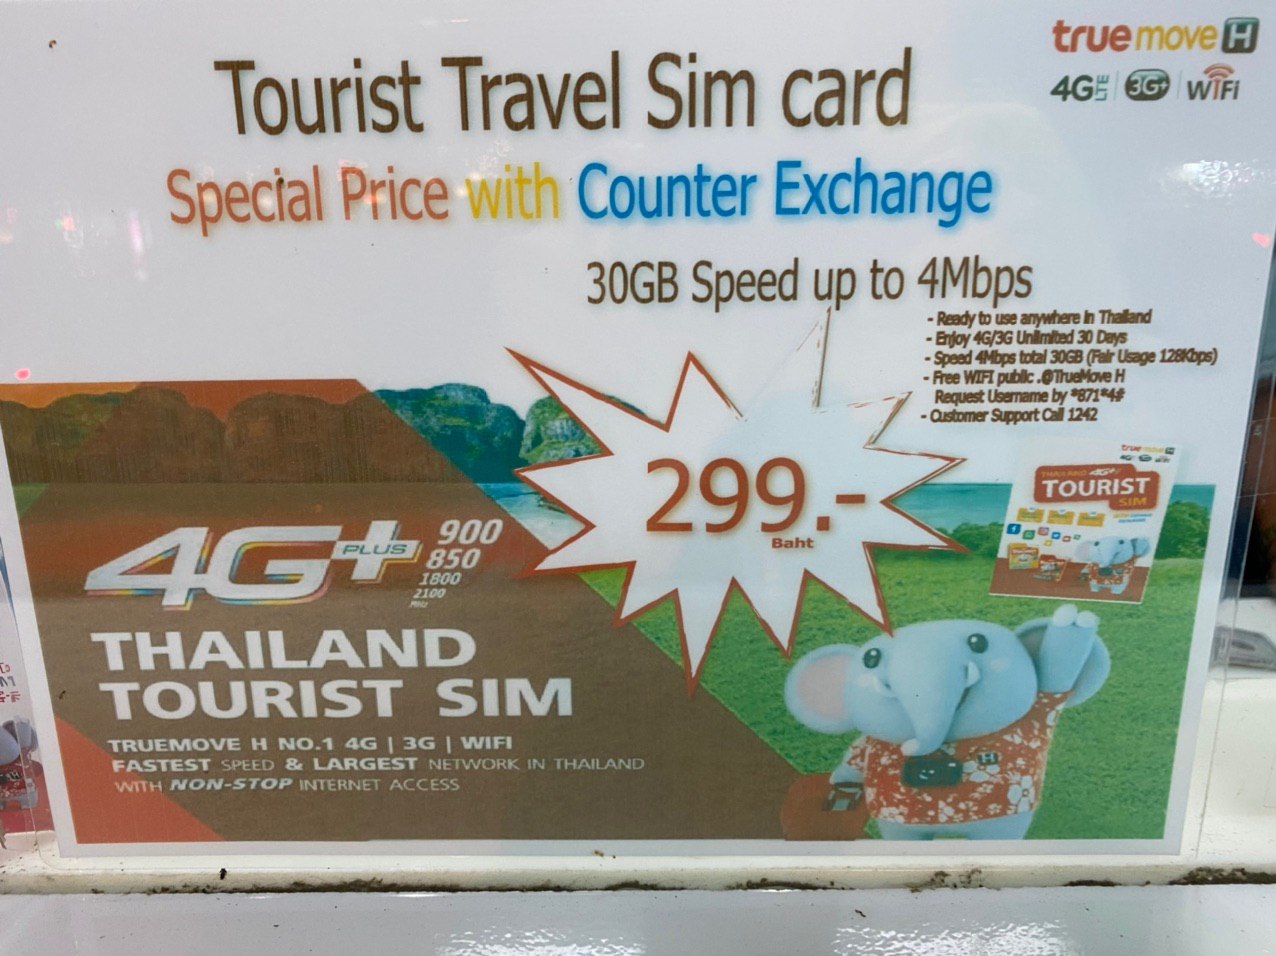 truemove H
4G LTE | 3G+ | WiFi
Tourist Travel Sim card
Special Price with Counter Exchange
30GB Speed up to 4Mbps
- Ready to use anywhere in Thailand
- Enjoy 4G/3G Unlimited 30 Days
- Speed 4Mbps total 30GB (Fair Usage 128Kbps)
- Free WIFI public .@TrueMove H
Request Username by *871*4#
- Customer Support Call 1242
299.-
Baht
truemove H
THAILAND 4G+
TOURIST
SIM
4G+ PLUS
900
850
1800
2100
MHz
THAILAND
TOURIST SIM
TRUEMOVE H NO.1 4G | 3G | WIFI
FASTEST SPEED & LARGEST NETWORK IN THAILAND
WITH NON-STOP INTERNET ACCESS
H